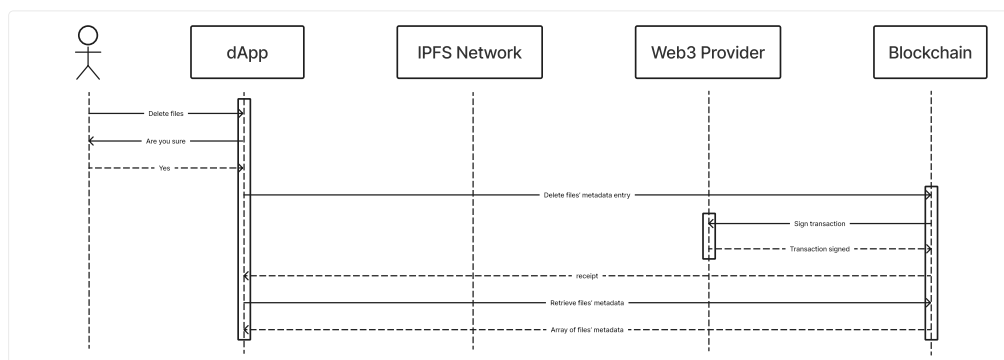 dApp
IPFS Network
Web3 Provider
Blockchain
Delete files
Are you sure
Yes
Delete files' metadata entry
Sign transaction
Transaction signed
receipt
Retrieve files' metadata
Array of files' metadata